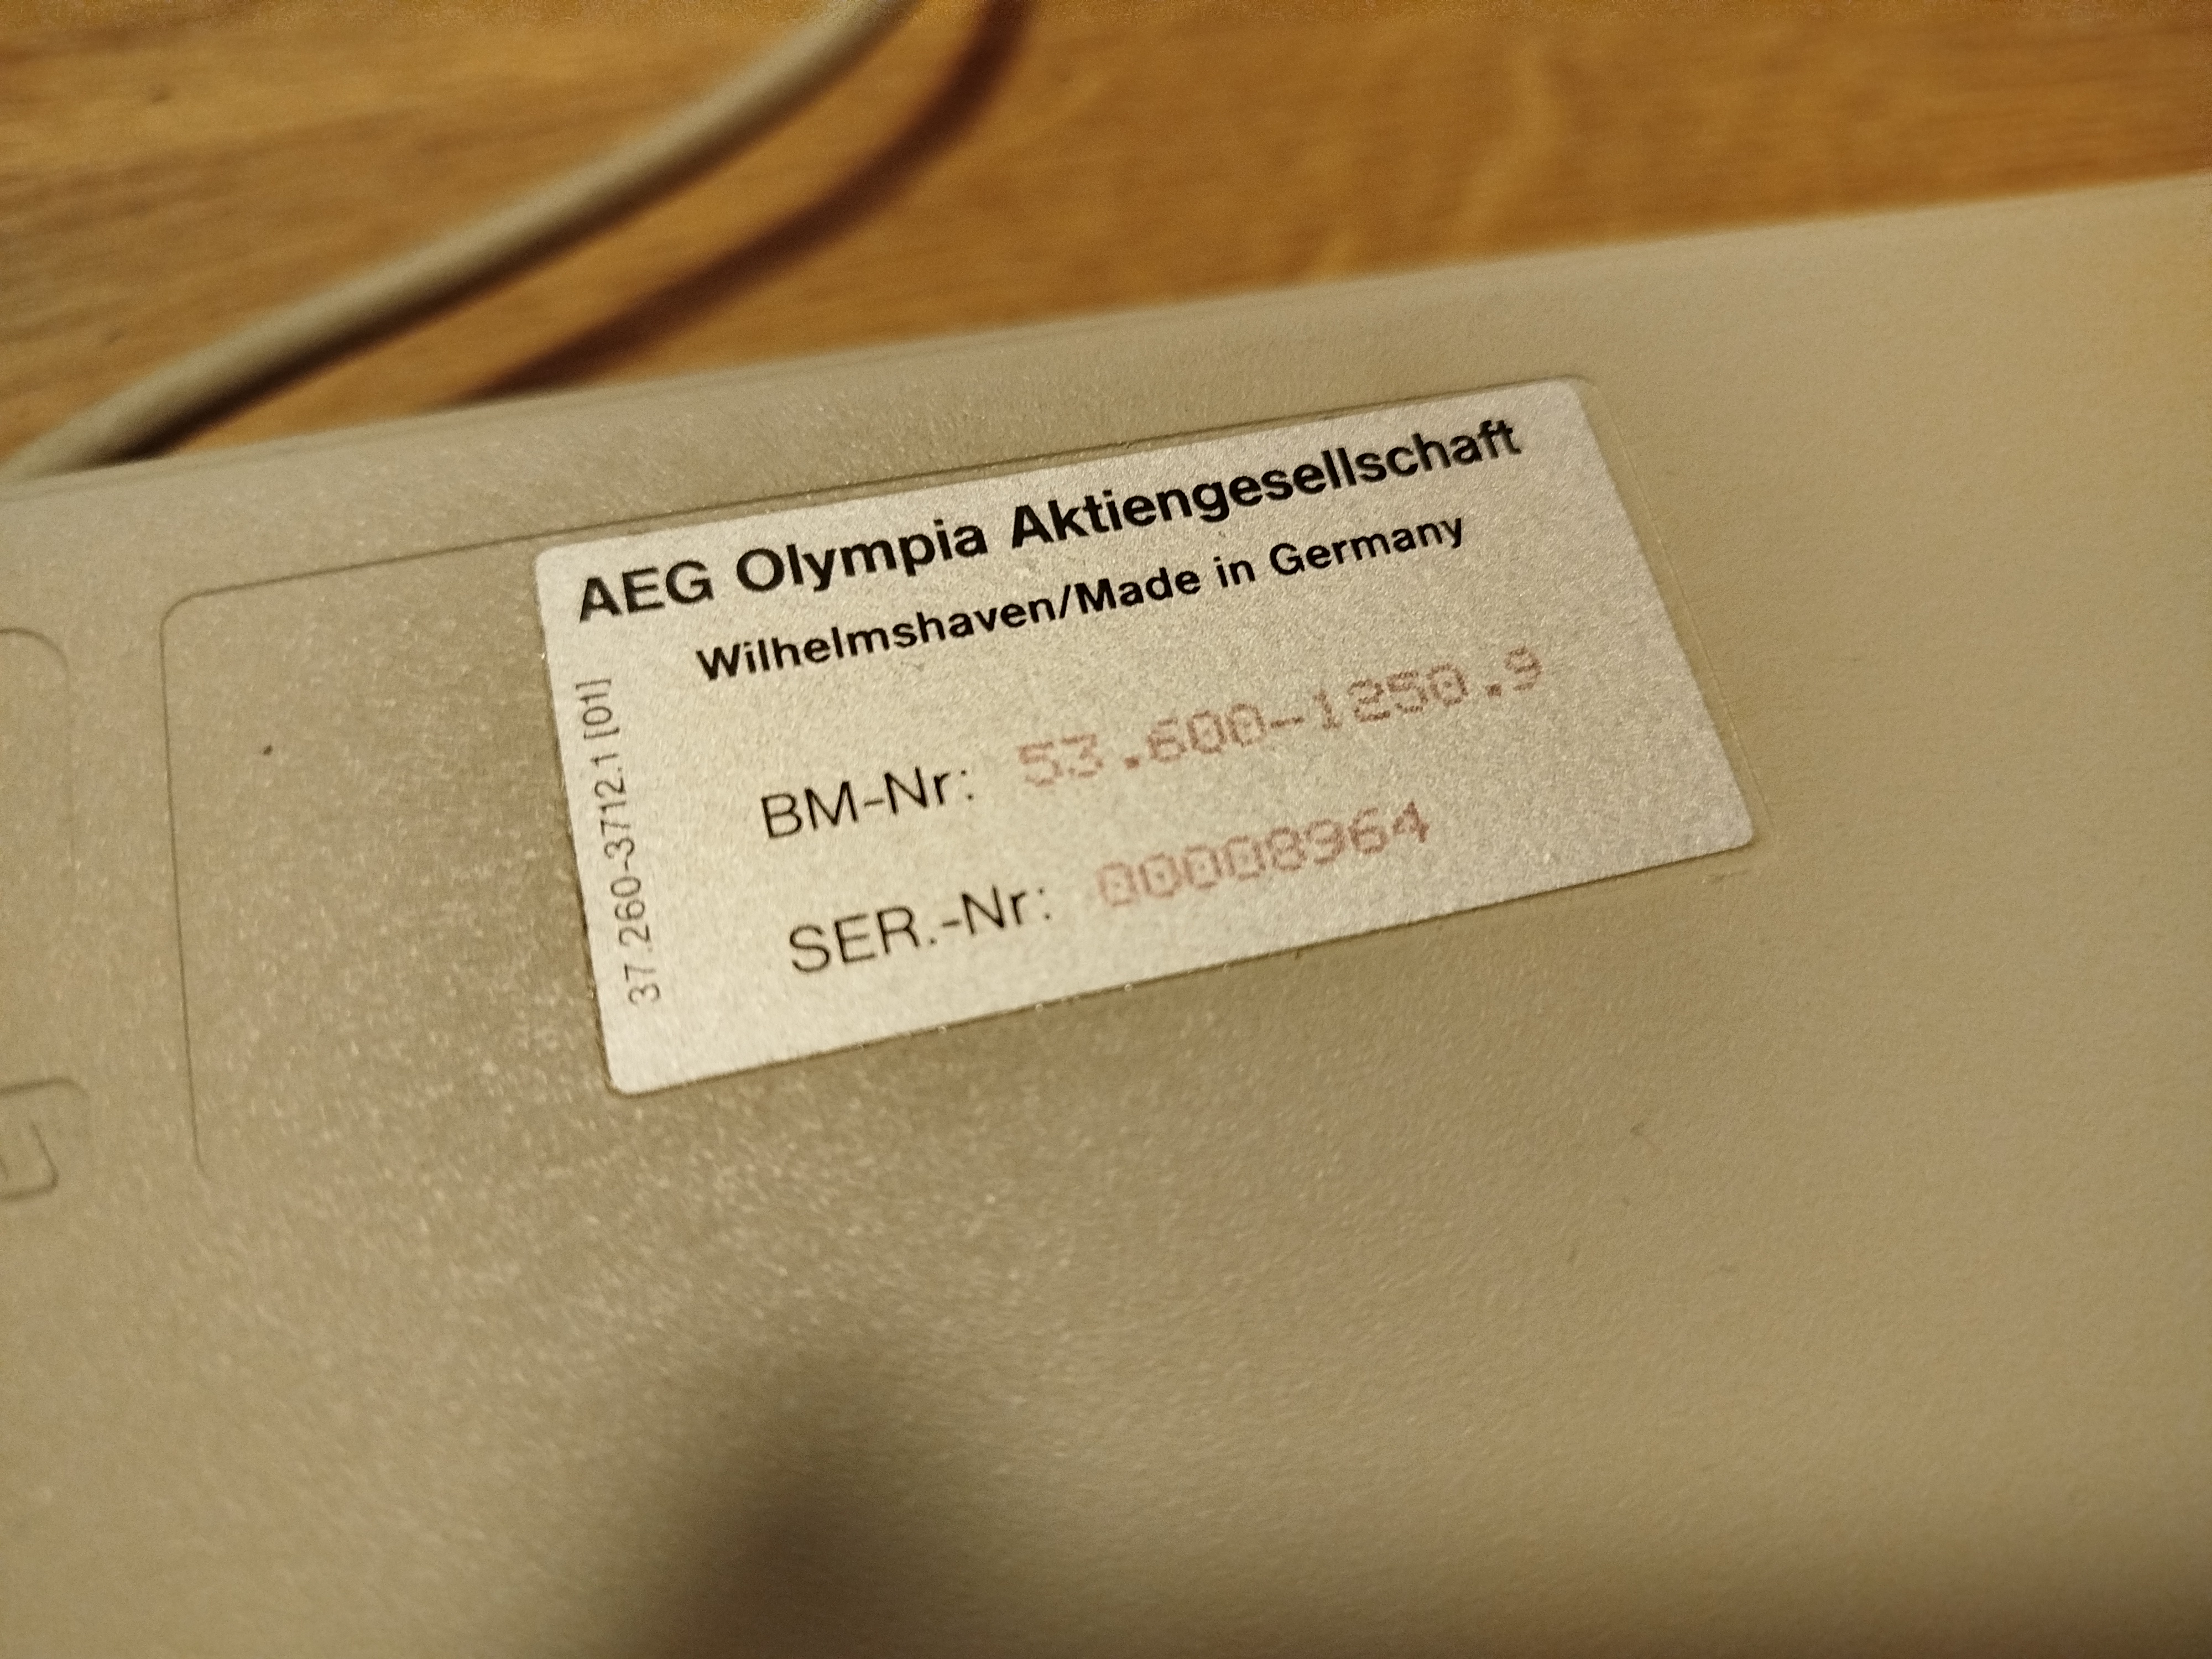 AEG Olympia Aktiengesellschaft
Wilhelmshaven/Made in Germany
BM-Nr: 53.600-1250.9
SER.-Nr: 00008964
37.260-3712.1 [01]